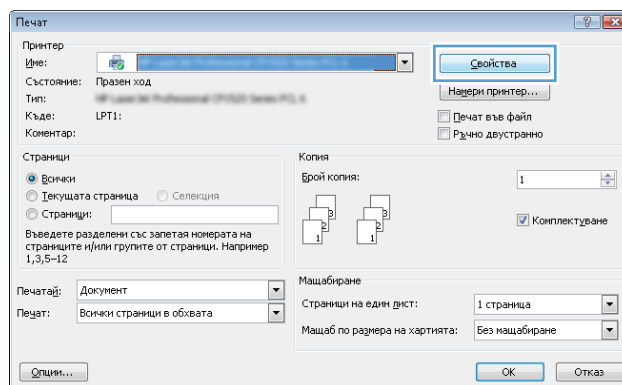 Печат
Принтер
Име:
Свойства
Състояние: Празен ход
Тип:
Намери принтер...
Къде: LPT1:
Печат във файл
Коментар:
Ръчно двустранно
Страници
Всички
Текущата страница Селекция
Страници:
Въведете разделени със запетая номерата на
страниците и/или групите от страници. Например
1,3,5–12
Копия
Брой копия: 1
Комплектуване
Печатай: Документ
Печат: Всички страници в обхвата
Мащабиране
Страници на един лист: 1 страница
Мащаб по размера на хартията: Без мащабиране
Опции...
OK
Отказ